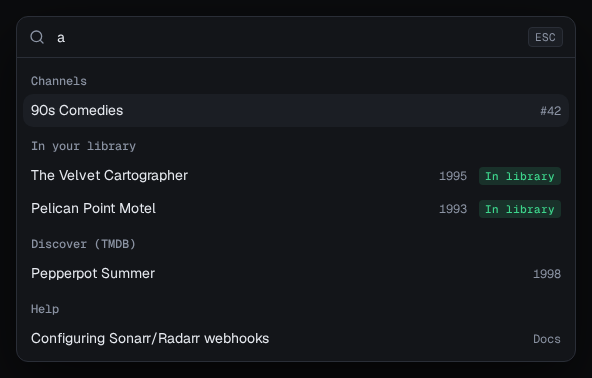 a ESC
Channels
90s Comedies #42
In your library
The Velvet Cartographer 1995 In library
Pelican Point Motel 1993 In library
Discover (TMDB)
Pepperpot Summer 1998
Help
Configuring Sonarr/Radarr webhooks Docs